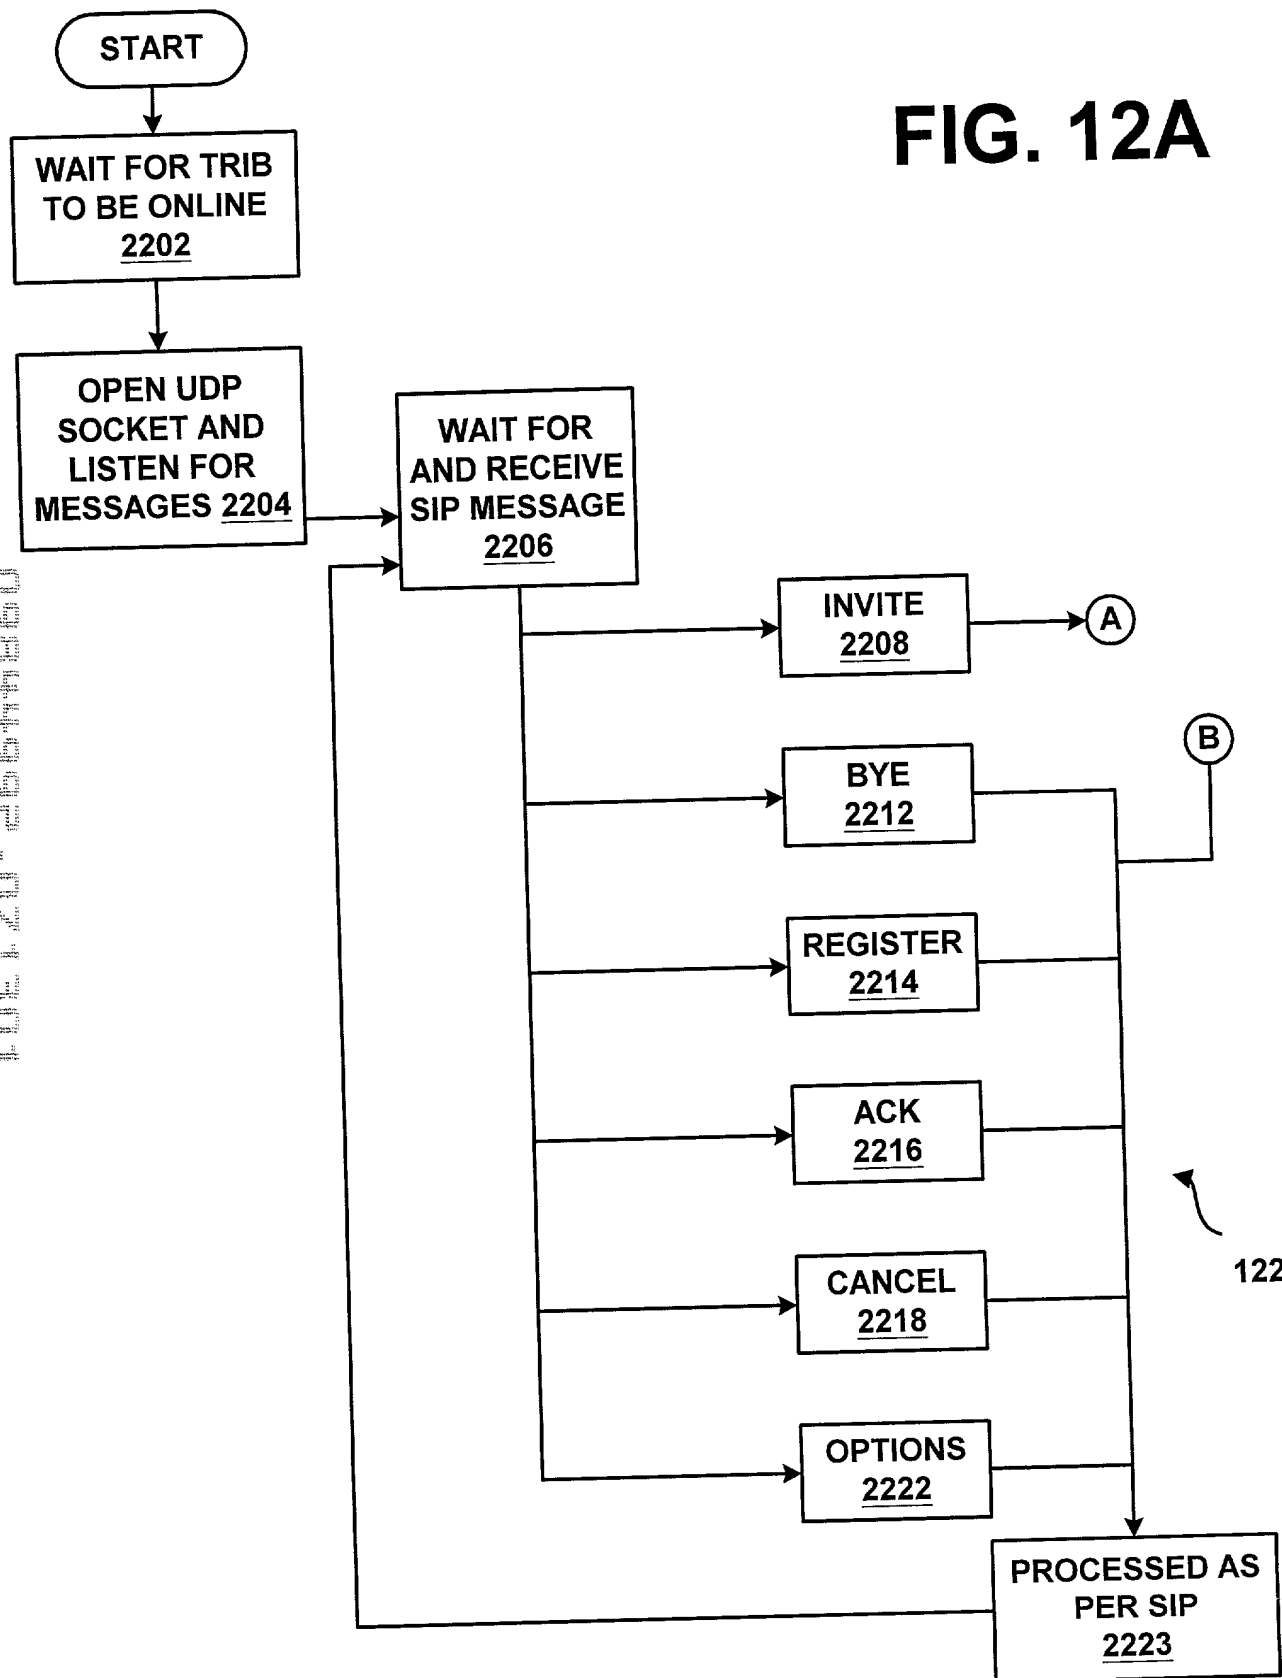 START
FIG. 12A
WAIT FOR TRIB
TO BE ONLINE
2202
OPEN UDP
SOCKET AND
LISTEN FOR
MESSAGES 2204
WAIT FOR
AND RECEIVE
SIP MESSAGE
2206
INVITE
2208
A
B
BYE
2212
REGISTER
2214
ACK
2216
122
CANCEL
2218
OPTIONS
2222
PROCESSED AS
PER SIP
2223